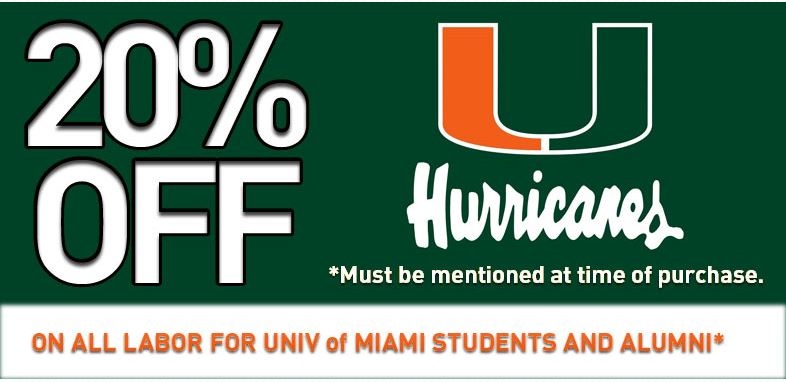 20%
OFF
U
Hurricanes
*Must be mentioned at time of purchase.
ON ALL LABOR FOR UNIV of MIAMI STUDENTS AND ALUMNI*